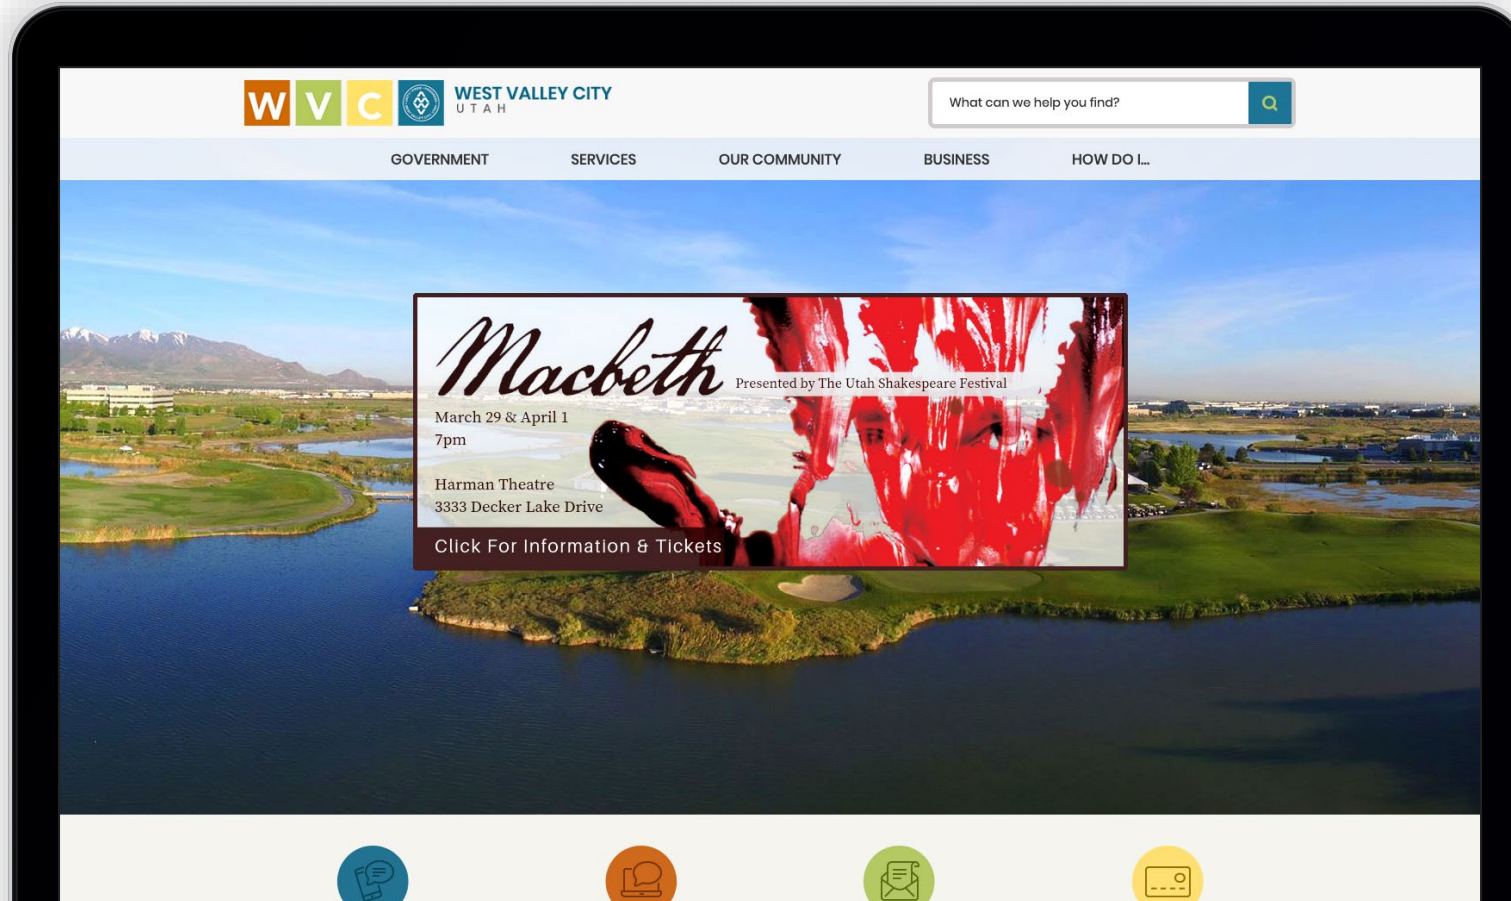 WVC WEST VALLEY CITY
UTAH
What can we help you find?
GOVERNMENT SERVICES OUR COMMUNITY BUSINESS HOW DO I...
Macbeth
Presented by The Utah Shakespeare Festival
March 29 & April 1
7pm
Harman Theatre
3333 Decker Lake Drive
Click For Information & Tickets